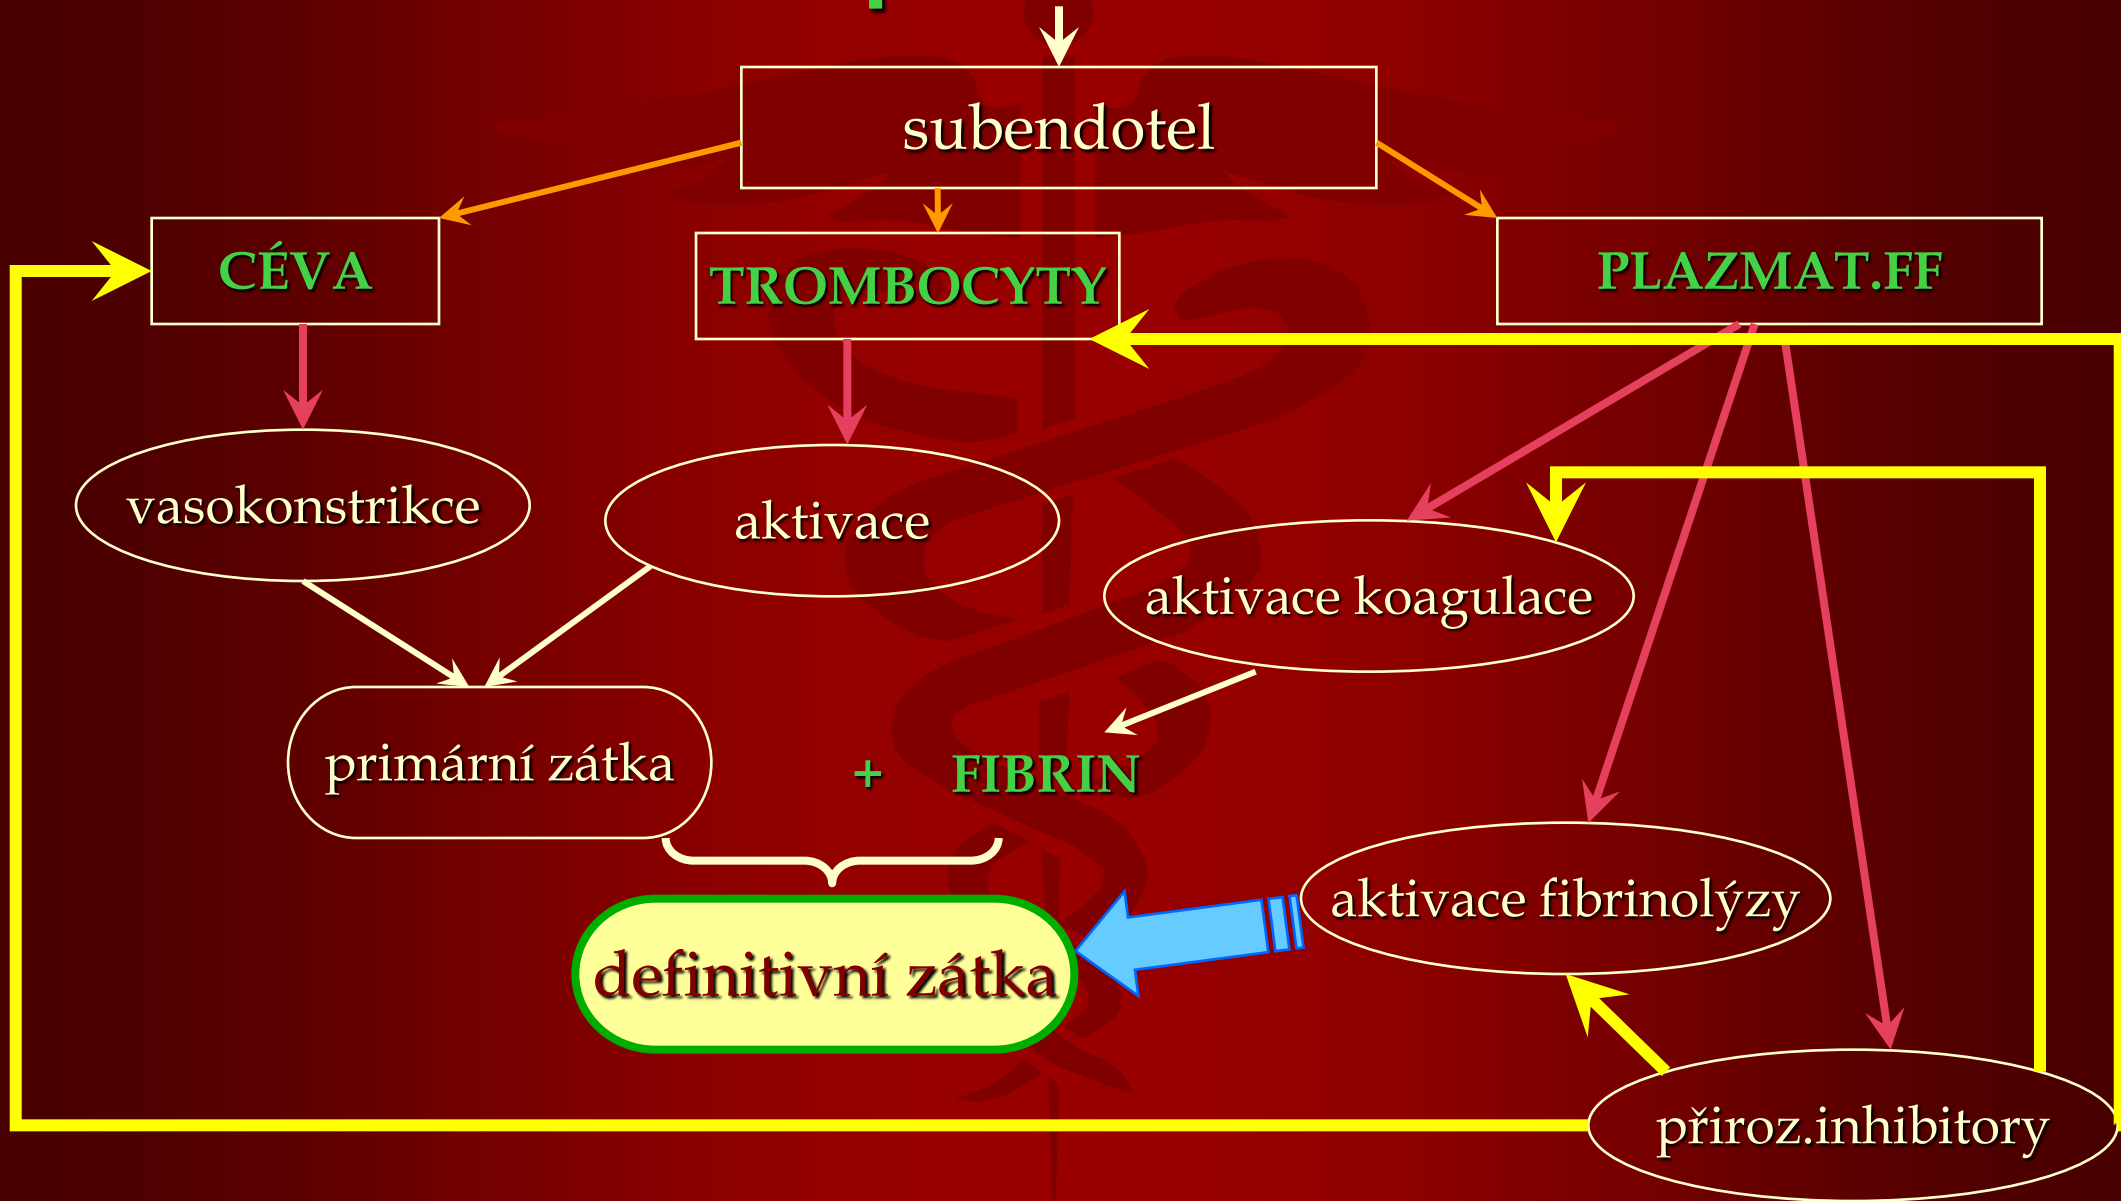 subendotel
CÉVA
TROMBOCYTY
PLAZMAT.FF
vasokonstrikce
aktivace
aktivace koagulace
primární zátka
+ FIBRIN
aktivace fibrinolýzy
definitivní zátka
přiroz.inhibitory